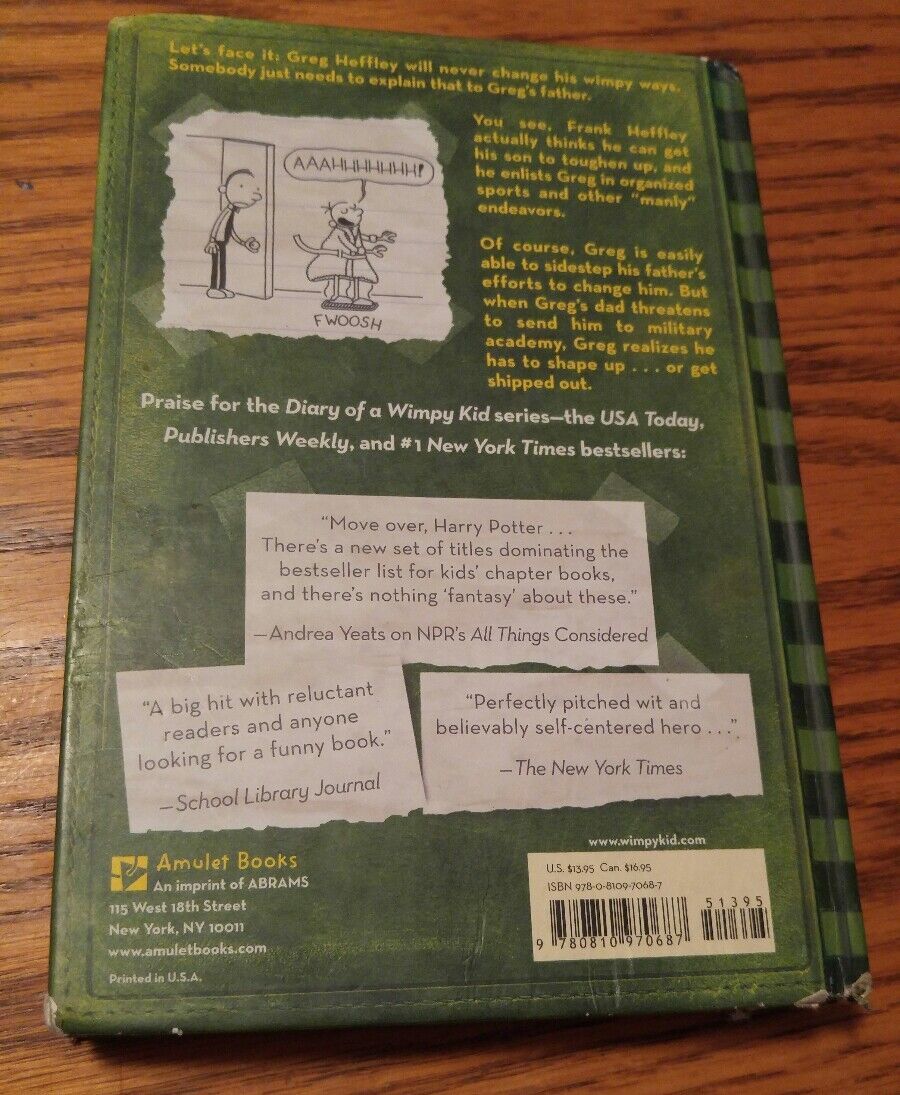 Let's face it: Greg Heffley will never change his wimpy ways.
Somebody just needs to explain that to Greg's father.
AAAHHHHHHH!
FWOOSH
You see, Frank Heffley
actually thinks he can get
his son to toughen up, and
he enlists Greg in organized
sports and other "manly"
endeavors.
Of course, Greg is easily
able to sidestep his father's
efforts to change him. But
when Greg's dad threatens
to send him to military
academy, Greg realizes he
has to shape up . . . or get
shipped out.
Praise for the Diary of a Wimpy Kid series—the USA Today,
Publishers Weekly, and #1 New York Times bestsellers:
"Move over, Harry Potter . . .
There's a new set of titles dominating the
bestseller list for kids' chapter books,
and there's nothing 'fantasy' about these."
—Andrea Yeats on NPR's All Things Considered
"A big hit with reluctant
readers and anyone
looking for a funny book."
—School Library Journal
"Perfectly pitched wit and
believably self-centered hero . . ."
—The New York Times
Amulet Books
An imprint of ABRAMS
115 West 18th Street
New York, NY 10011
www.amuletbooks.com
Printed in U.S.A.
www.wimpykid.com
U.S. $13.95 Can. $16.95
ISBN 978-0-8109-7068-7
51395
9 780810 970687